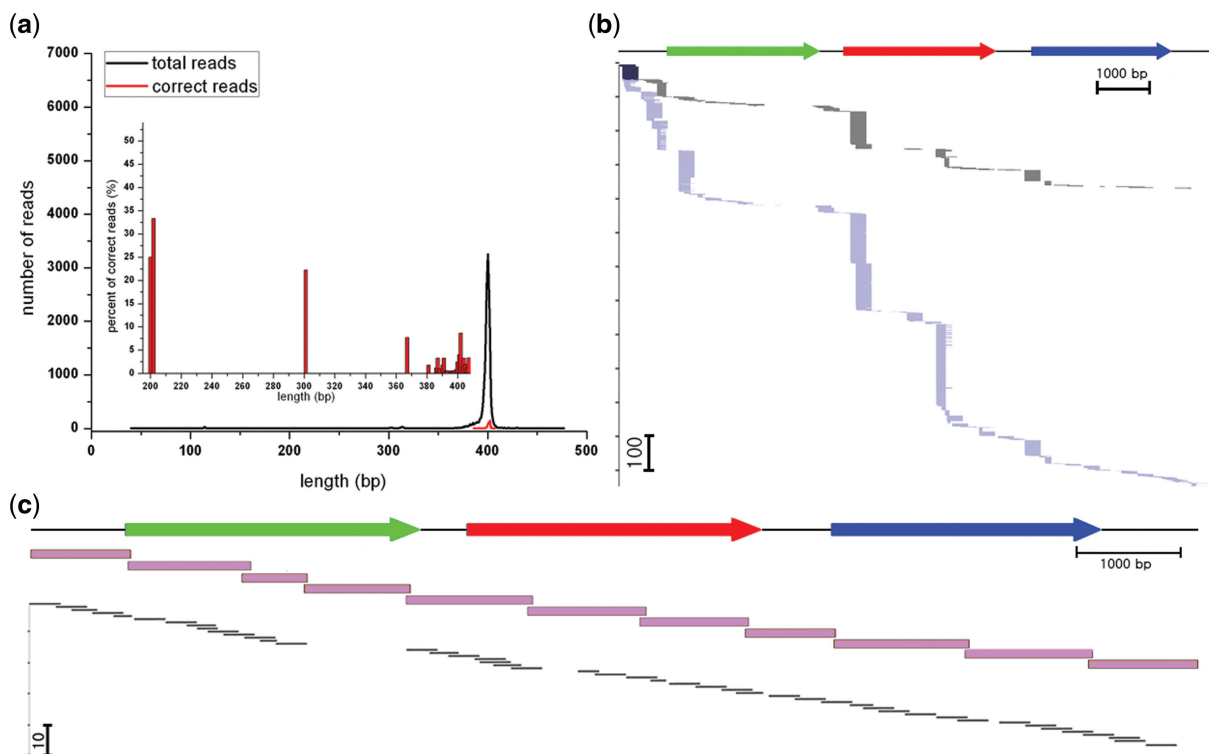 (a)
7000
6000
5000
4000
3000
2000
1000
0
number of reads
total reads
correct reads
50
45
40
35
30
25
20
15
10
5
0
percent of correct reads (%)
200 220 240 260 280 300 320 340 360 380 400
length (bp)
0 100 200 300 400 500
length (bp)
(b)
1000 bp
100
(c)
1000 bp
10